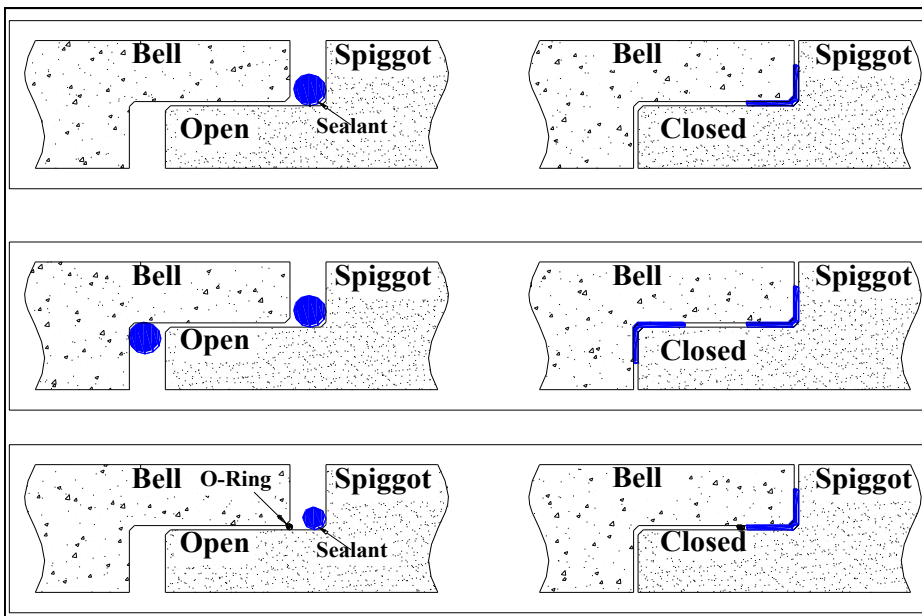 Bell Spiggot
Open Sealant
Bell Spiggot
Closed
Bell Spiggot
Open
Bell Spiggot
Closed
Bell O-Ring Spiggot
Open Sealant
Bell Spiggot
Closed